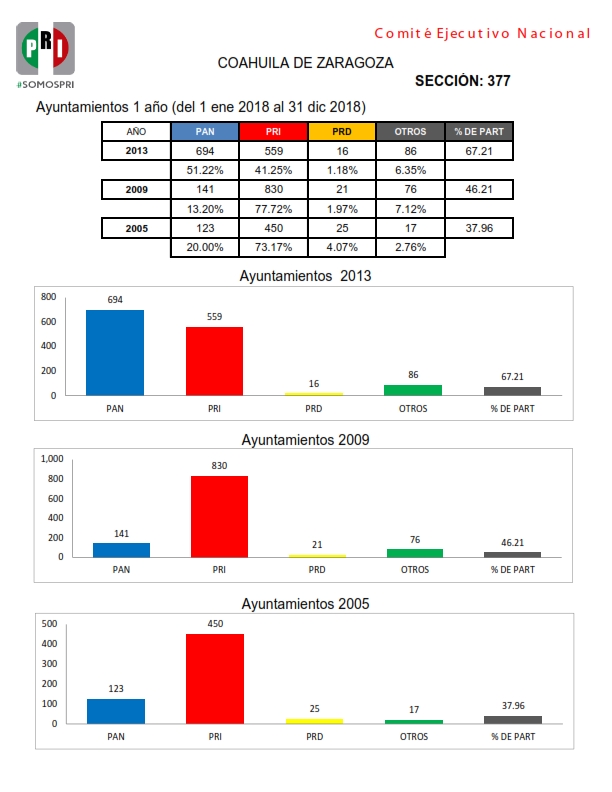 PRI
#SOMOSPRI
Comité Ejecutivo Nacional
COAHUILA DE ZARAGOZA
SECCIÓN: 377
Ayuntamientos 1 año (del 1 ene 2018 al 31 dic 2018)
AÑO PAN PRI PRD OTROS % DE PART
2013 694 559 16 86 67.21
51.22% 41.25% 1.18% 6.35%
2009 141 830 21 76 46.21
13.20% 77.72% 1.97% 7.12%
2005 123 450 25 17 37.96
20.00% 73.17% 4.07% 2.76%
Ayuntamientos 2013
800
600
400
200
0
694
559
16
86
67.21
PAN PRI PRD OTROS % DE PART
Ayuntamientos 2009
1,000
800
600
400
200
0
141
830
21
76
46.21
PAN PRI PRD OTROS % DE PART
Ayuntamientos 2005
500
400
300
200
100
0
123
450
25
17
37.96
PAN PRI PRD OTROS % DE PART